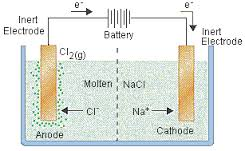 e⁻
e⁻
Inert
Electrode
Battery
Inert
Electrode
Cl₂(g)
Molten
NaCl
Cl⁻
Na⁺
Anode
Cathode